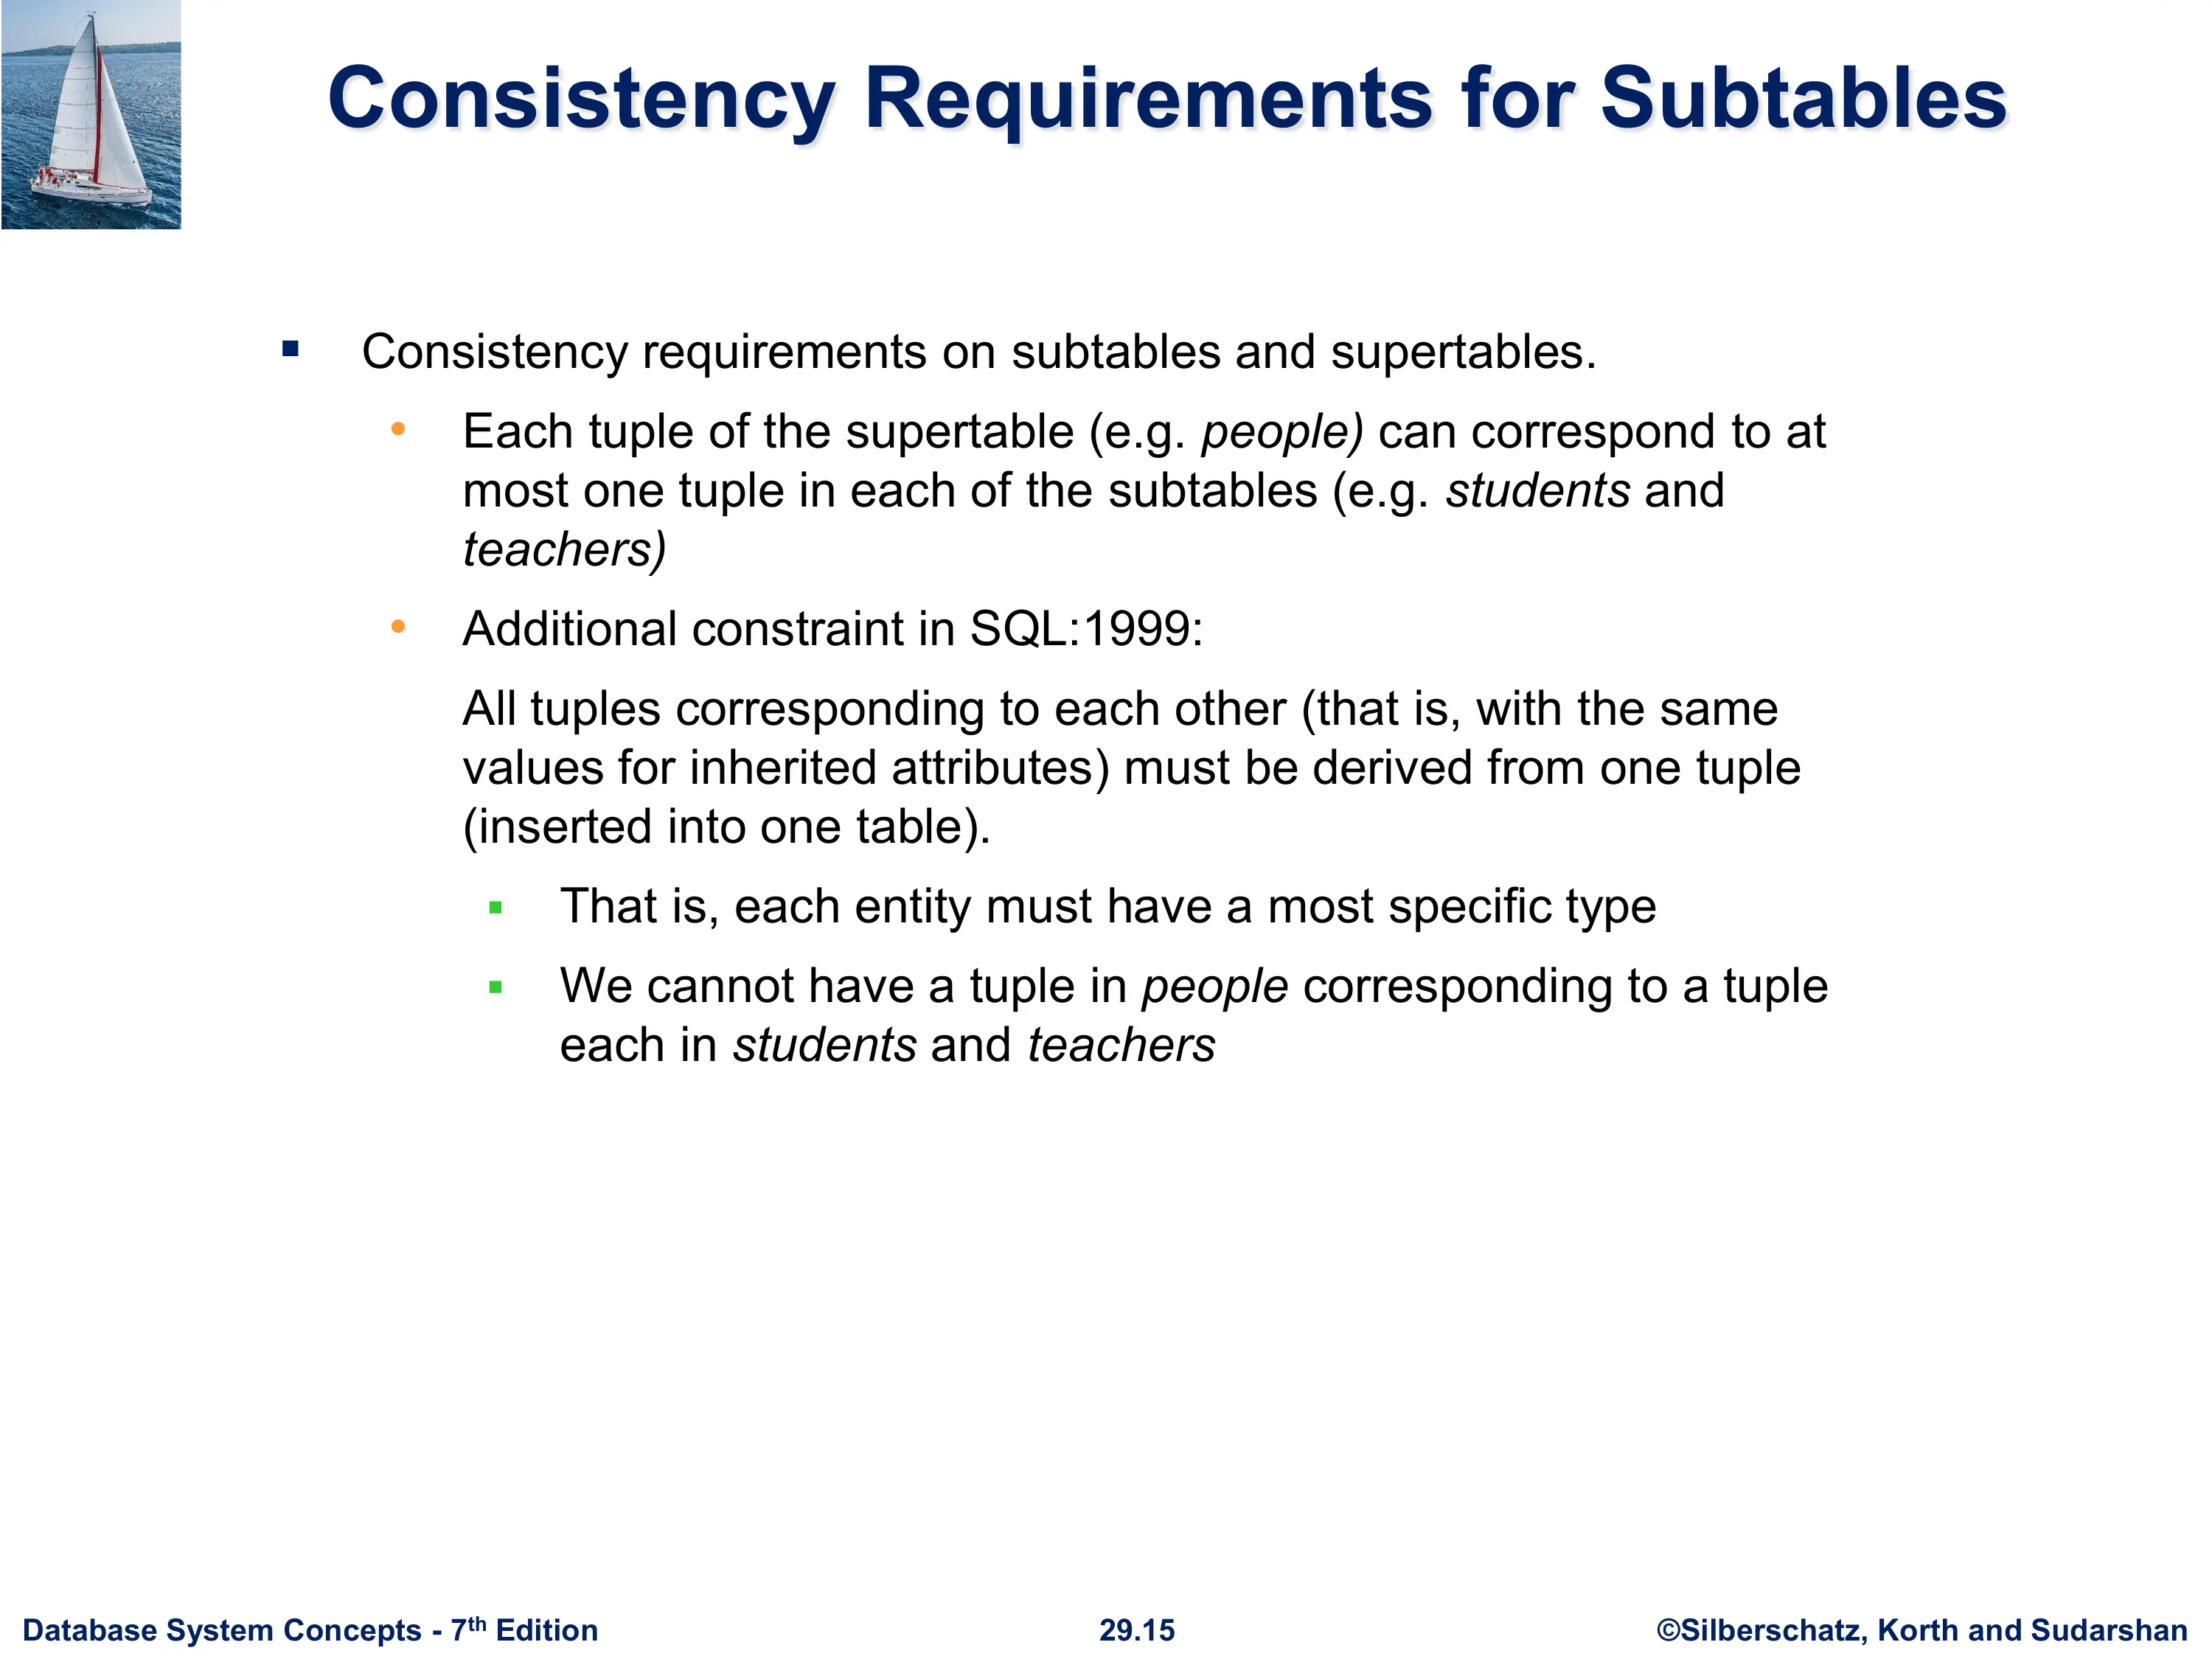 Consistency Requirements for Subtables
▪ Consistency requirements on subtables and supertables.
• Each tuple of the supertable (e.g. people) can correspond to at
most one tuple in each of the subtables (e.g. students and
teachers)
• Additional constraint in SQL:1999:
All tuples corresponding to each other (that is, with the same
values for inherited attributes) must be derived from one tuple
(inserted into one table).
▪ That is, each entity must have a most specific type
▪ We cannot have a tuple in people corresponding to a tuple
each in students and teachers
Database System Concepts - 7th Edition
29.15
©Silberschatz, Korth and Sudarshan